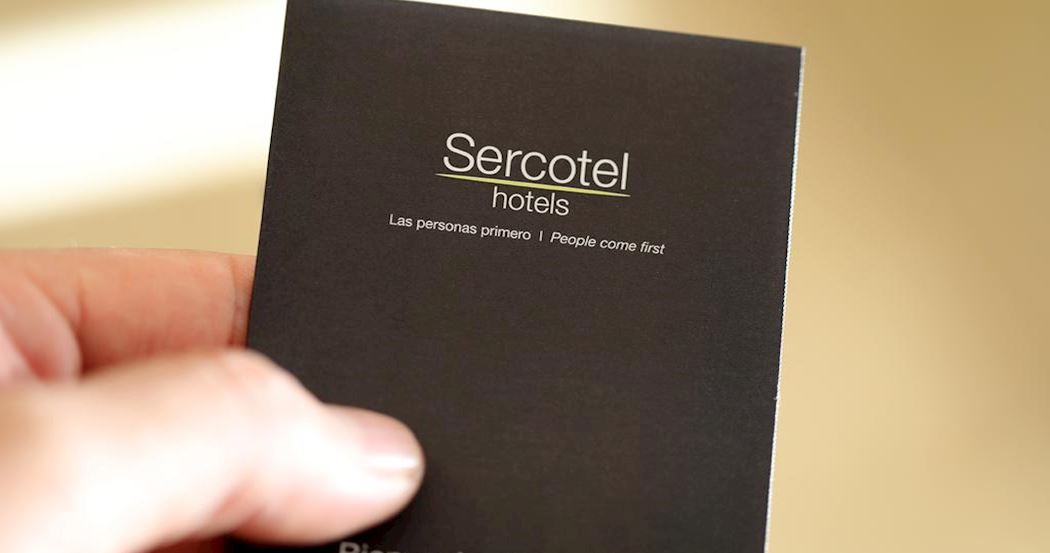 Sercotel
hotels
Las personas primero | People come first